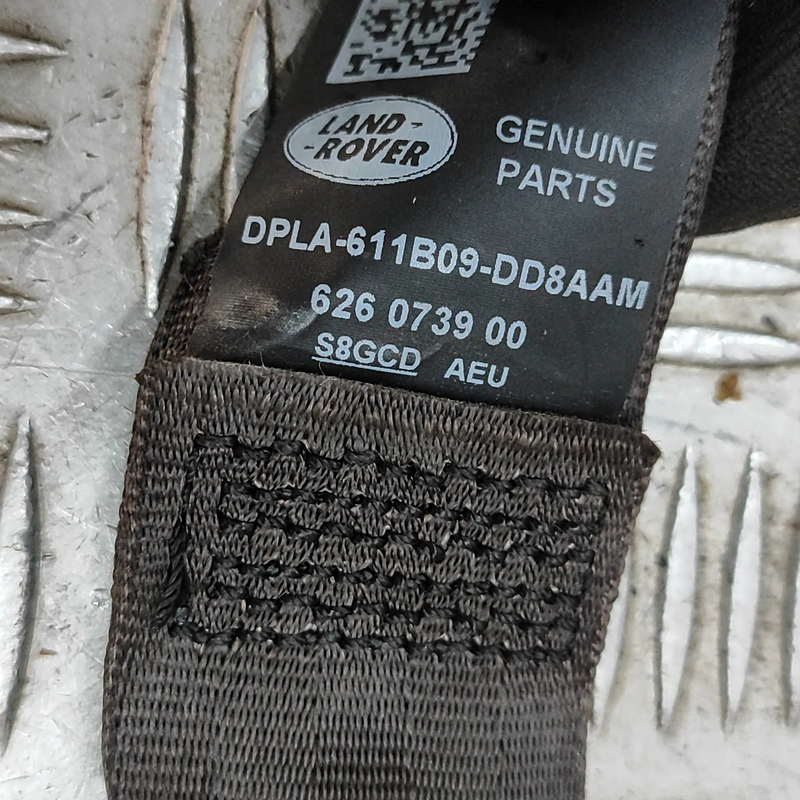 LAND-
-ROVER
GENUINE
PARTS
DPLA-611B09-DD8AAM
626 0739 00
S8GCD AEU